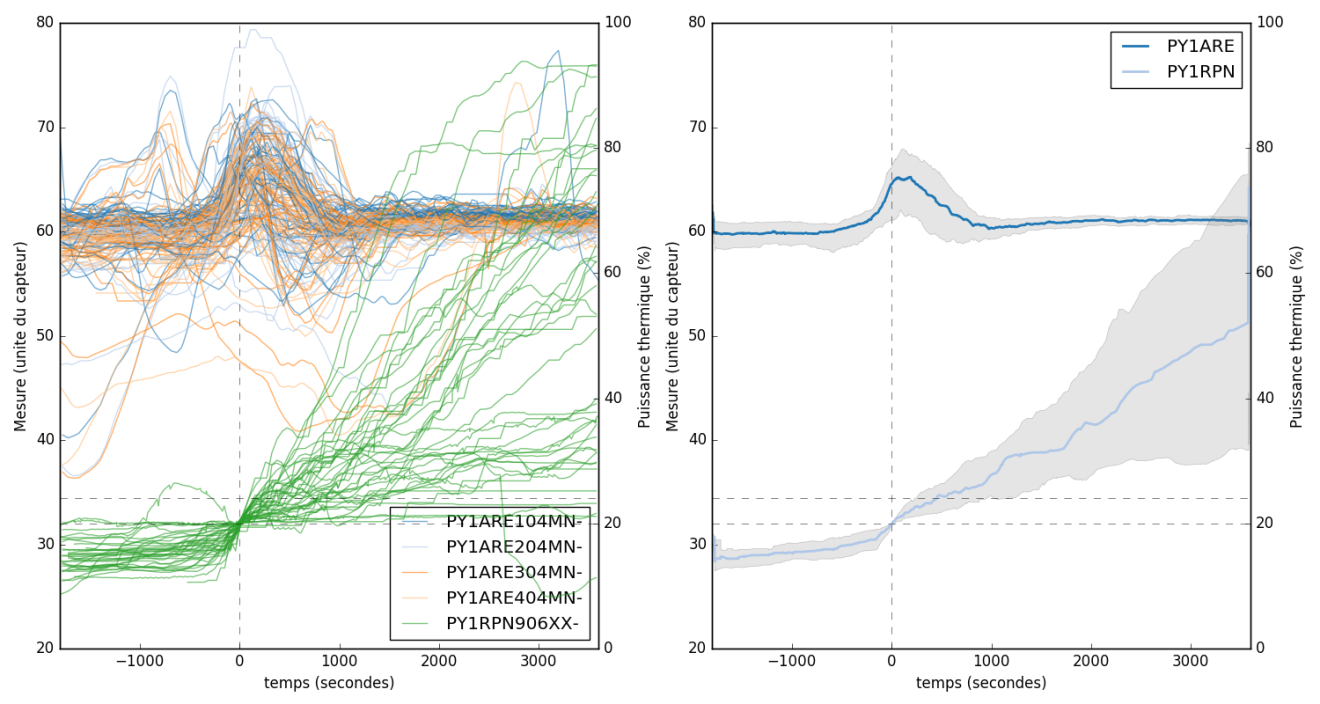 80
70
60
50
40
30
20
100
80
60
40
20
0
−1000
0
1000
2000
3000
temps (secondes)
Mesure (unite du capteur)
Puissance thermique (%)
PY1ARE104MN-
PY1ARE204MN-
PY1ARE304MN-
PY1ARE404MN-
PY1RPN906XX-
80
70
60
50
40
30
20
100
80
60
40
20
0
−1000
0
1000
2000
3000
temps (secondes)
Mesure (unite du capteur)
Puissance thermique (%)
PY1ARE
PY1RPN